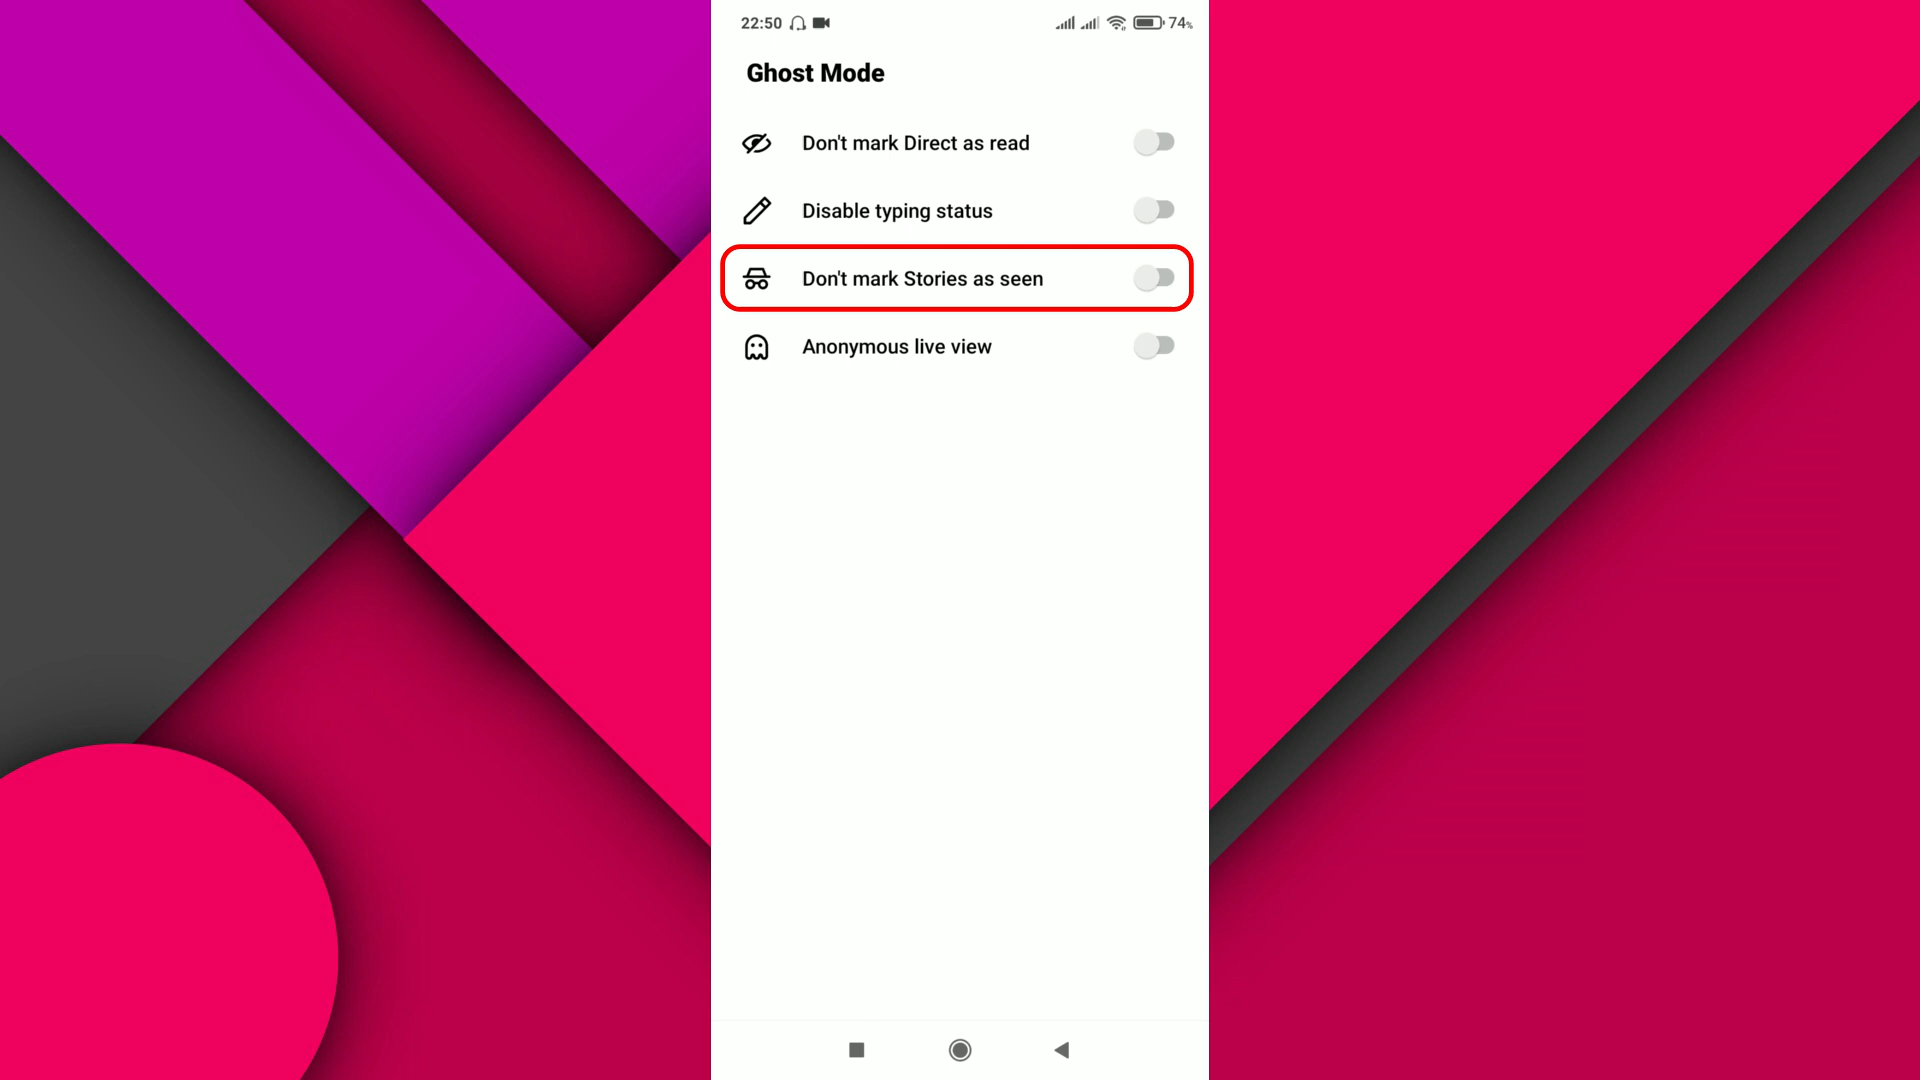 22:50 74%
Ghost Mode
Don't mark Direct as read
Disable typing status
Don't mark Stories as seen
Anonymous live view